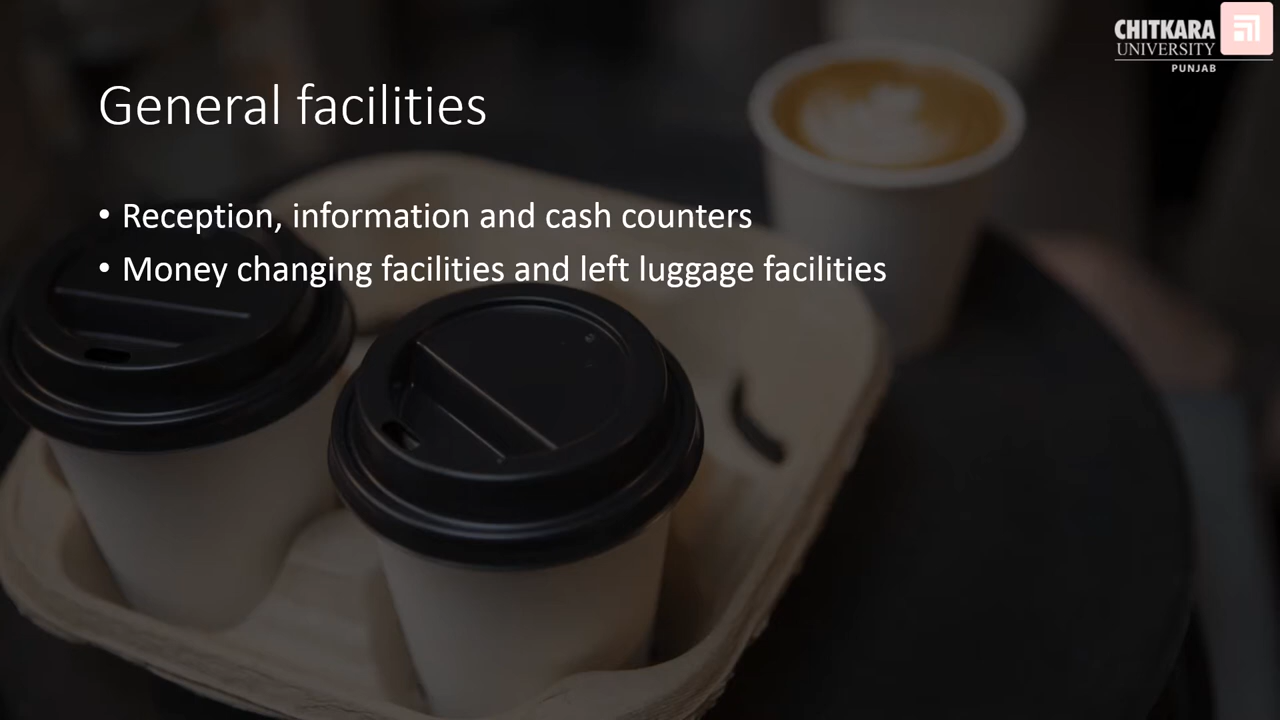 CHITKARA
UNIVERSITY
PUNJAB
General facilities
• Reception, information and cash counters
• Money changing facilities and left luggage facilities